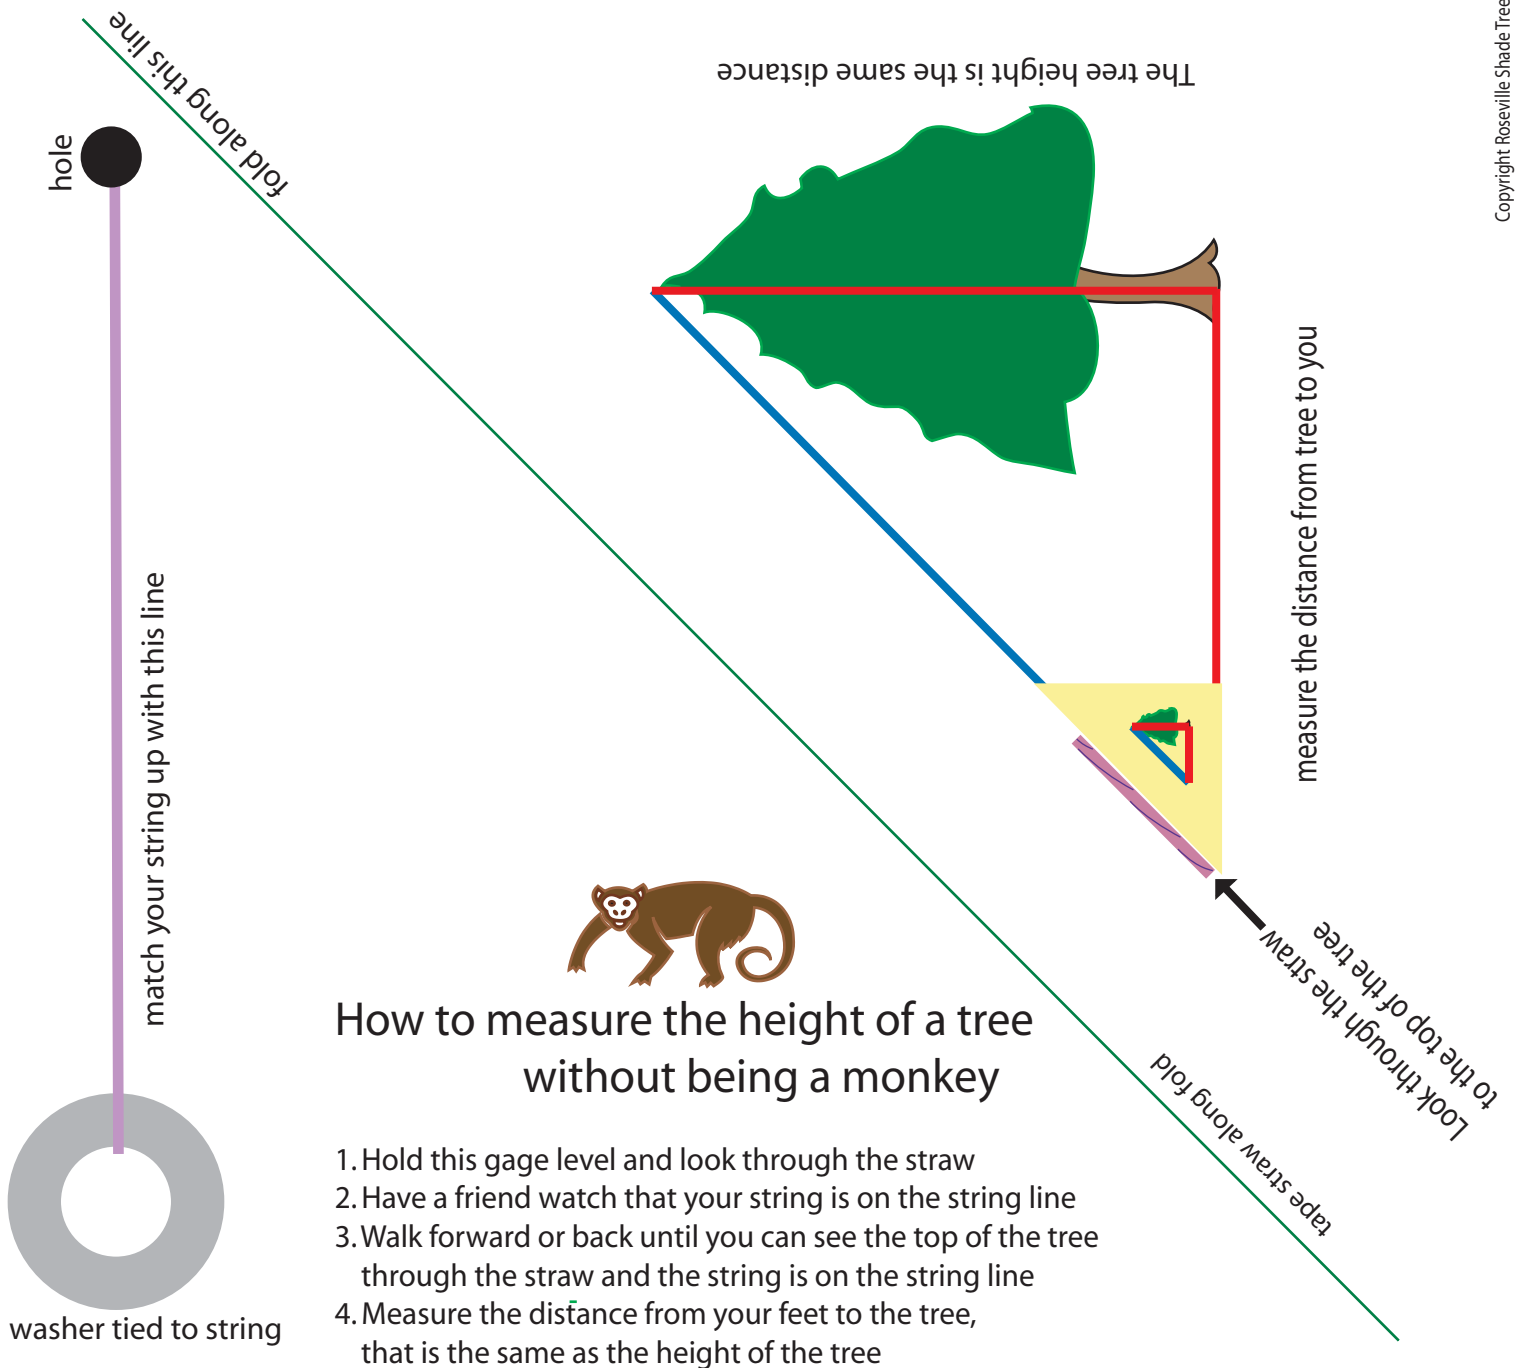 fold along this line
The tree height is the same distance
Copyright Roseville Shade Tree
hole
match your string up with this line
measure the distance from tree to you
Look through the straw
to the top of the tree
tape straw along fold
How to measure the height of a tree
without being a monkey
1. Hold this gage level and look through the straw
2. Have a friend watch that your string is on the string line
3. Walk forward or back until you can see the top of the tree
through the straw and the string is on the string line
4. Measure the distance from your feet to the tree,
that is the same as the height of the tree
washer tied to string